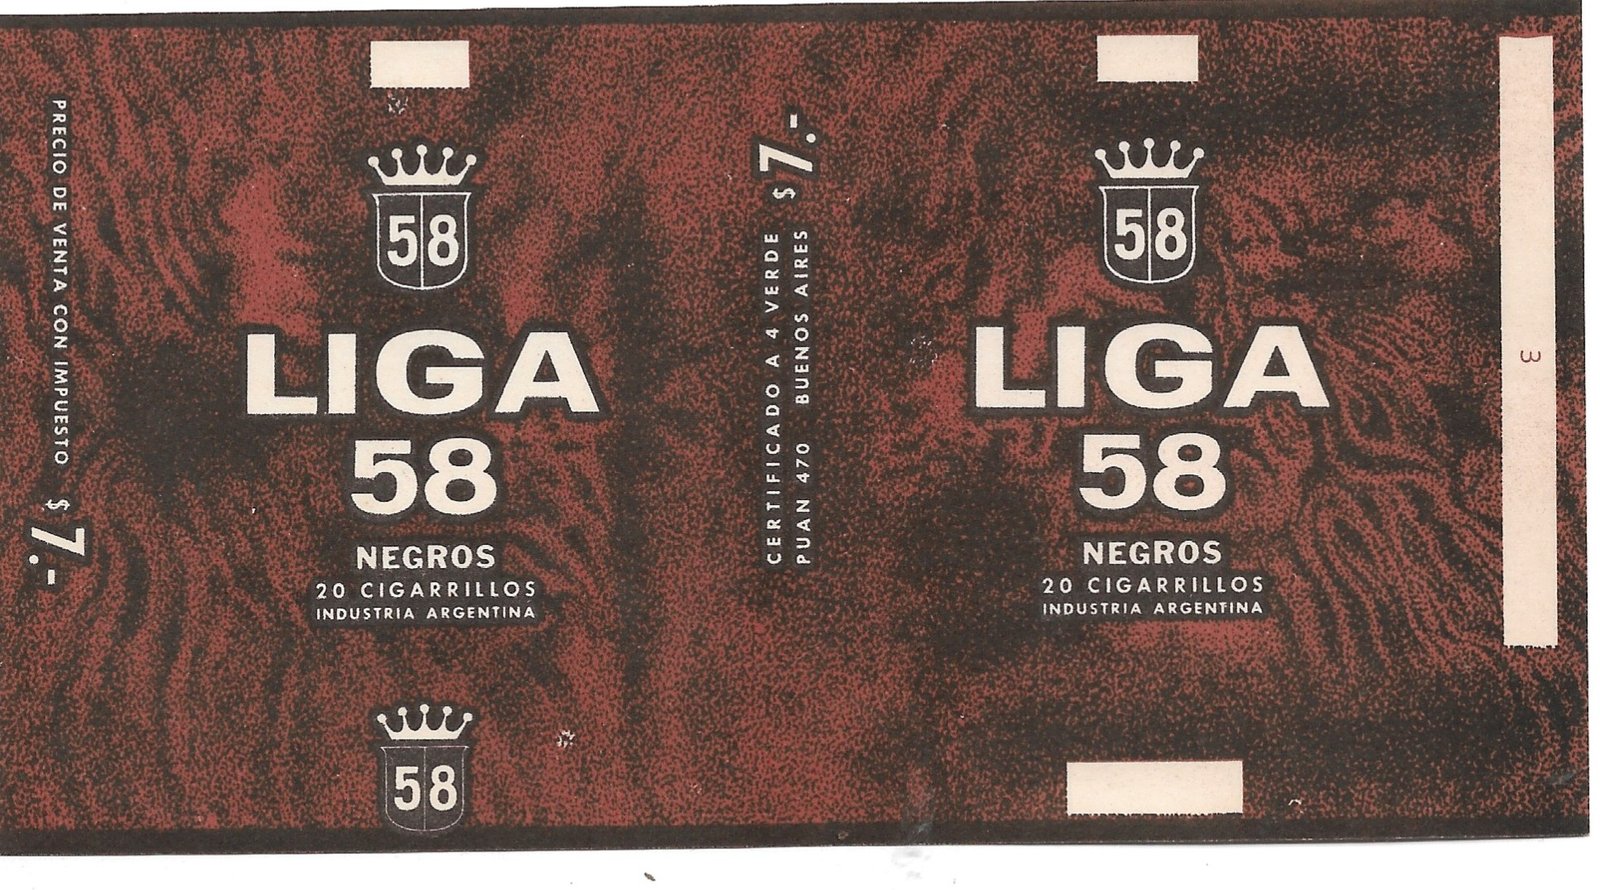 PRECIO DE VENTA CON IMPUESTO $ 7.-
58
LIGA
58
NEGROS
20 CIGARRILLOS
INDUSTRIA ARGENTINA
58
CERTIFICADO A 4 VERDE
PUAN 470 BUENOS AIRES $ 7.-
58
LIGA
58
NEGROS
20 CIGARRILLOS
INDUSTRIA ARGENTINA
3